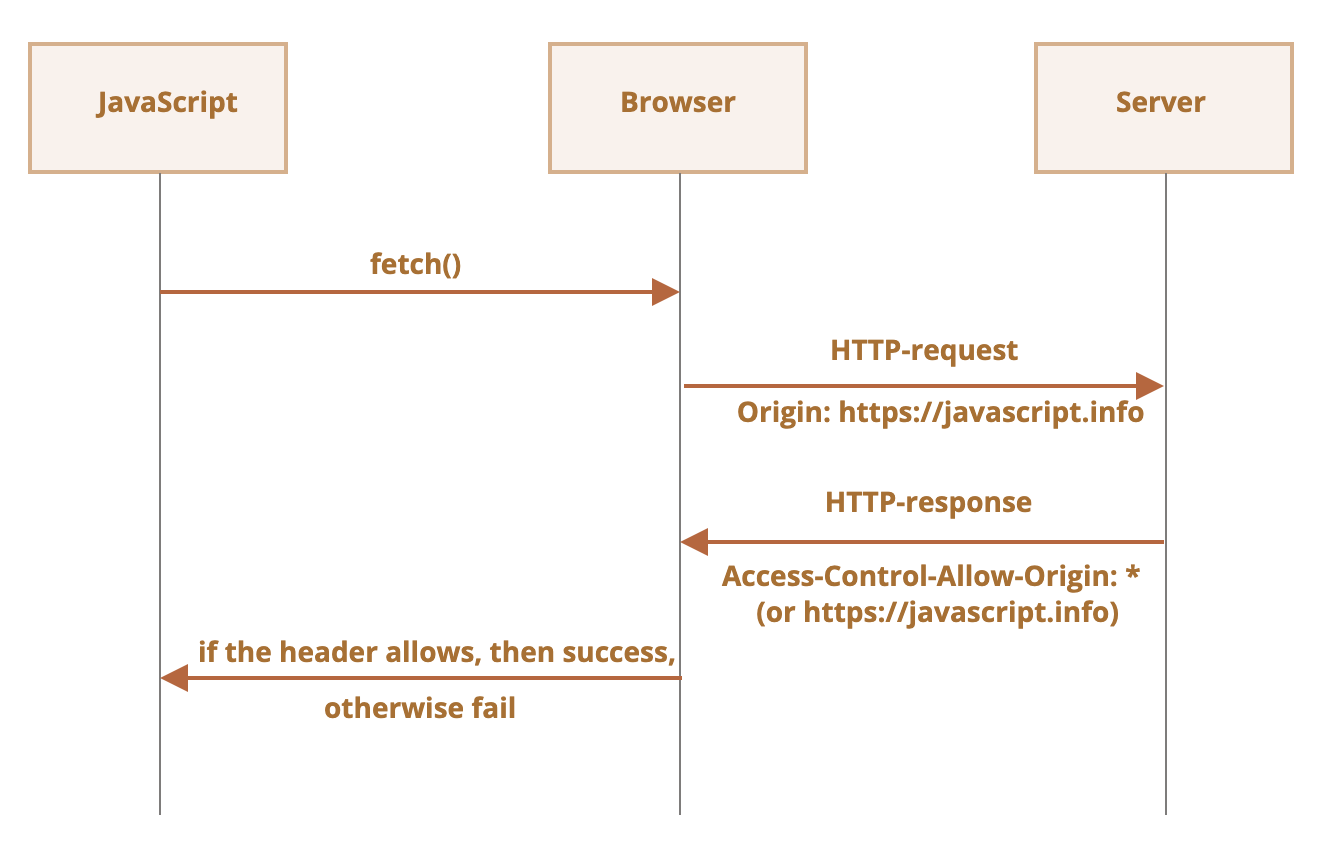 JavaScript
Browser
Server
fetch()
HTTP-request
Origin: https://javascript.info
HTTP-response
Access-Control-Allow-Origin: *
(or https://javascript.info)
if the header allows, then success,
otherwise fail